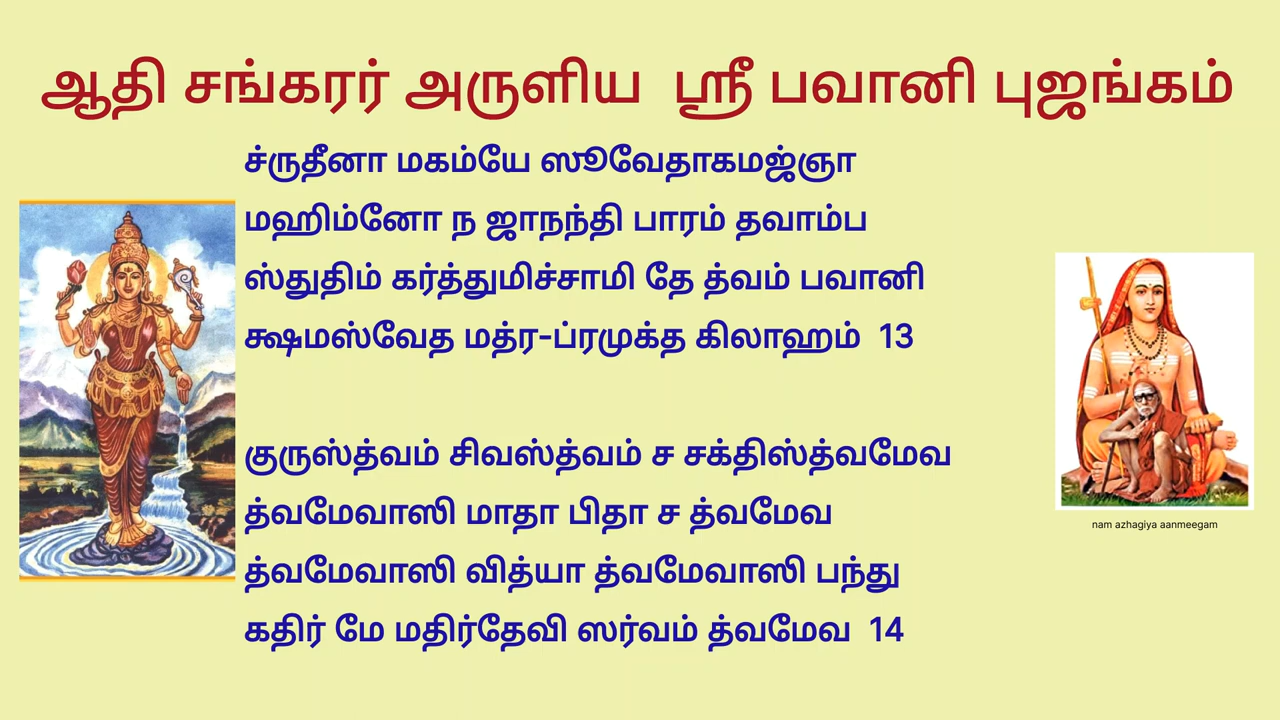 ஆதி சங்கரர் அருளிய ஸ்ரீ பவானி புஜங்கம்
ச்ருதீனா மகம்யே ஸூவேதாகமஜ்ஞா
மஹிம்னோ ந ஜாநந்தி பாரம் தவாம்ப
ஸ்துதிம் கர்த்துமிச்சாமி தே த்வம் பவானி
க்ஷமஸ்வேத மத்ர-ப்ரமுக்த கிலாஹம் 13
குருஸ்த்வம் சிவஸ்த்வம் ச சக்திஸ்த்வமேவ
த்வமேவாஸி மாதா பிதா ச த்வமேவ
த்வமேவாஸி வித்யா த்வமேவாஸி பந்து
கதிர் மே மதிர்தேவி ஸர்வம் த்வமேவ 14
nam azhagiya aanmeegam